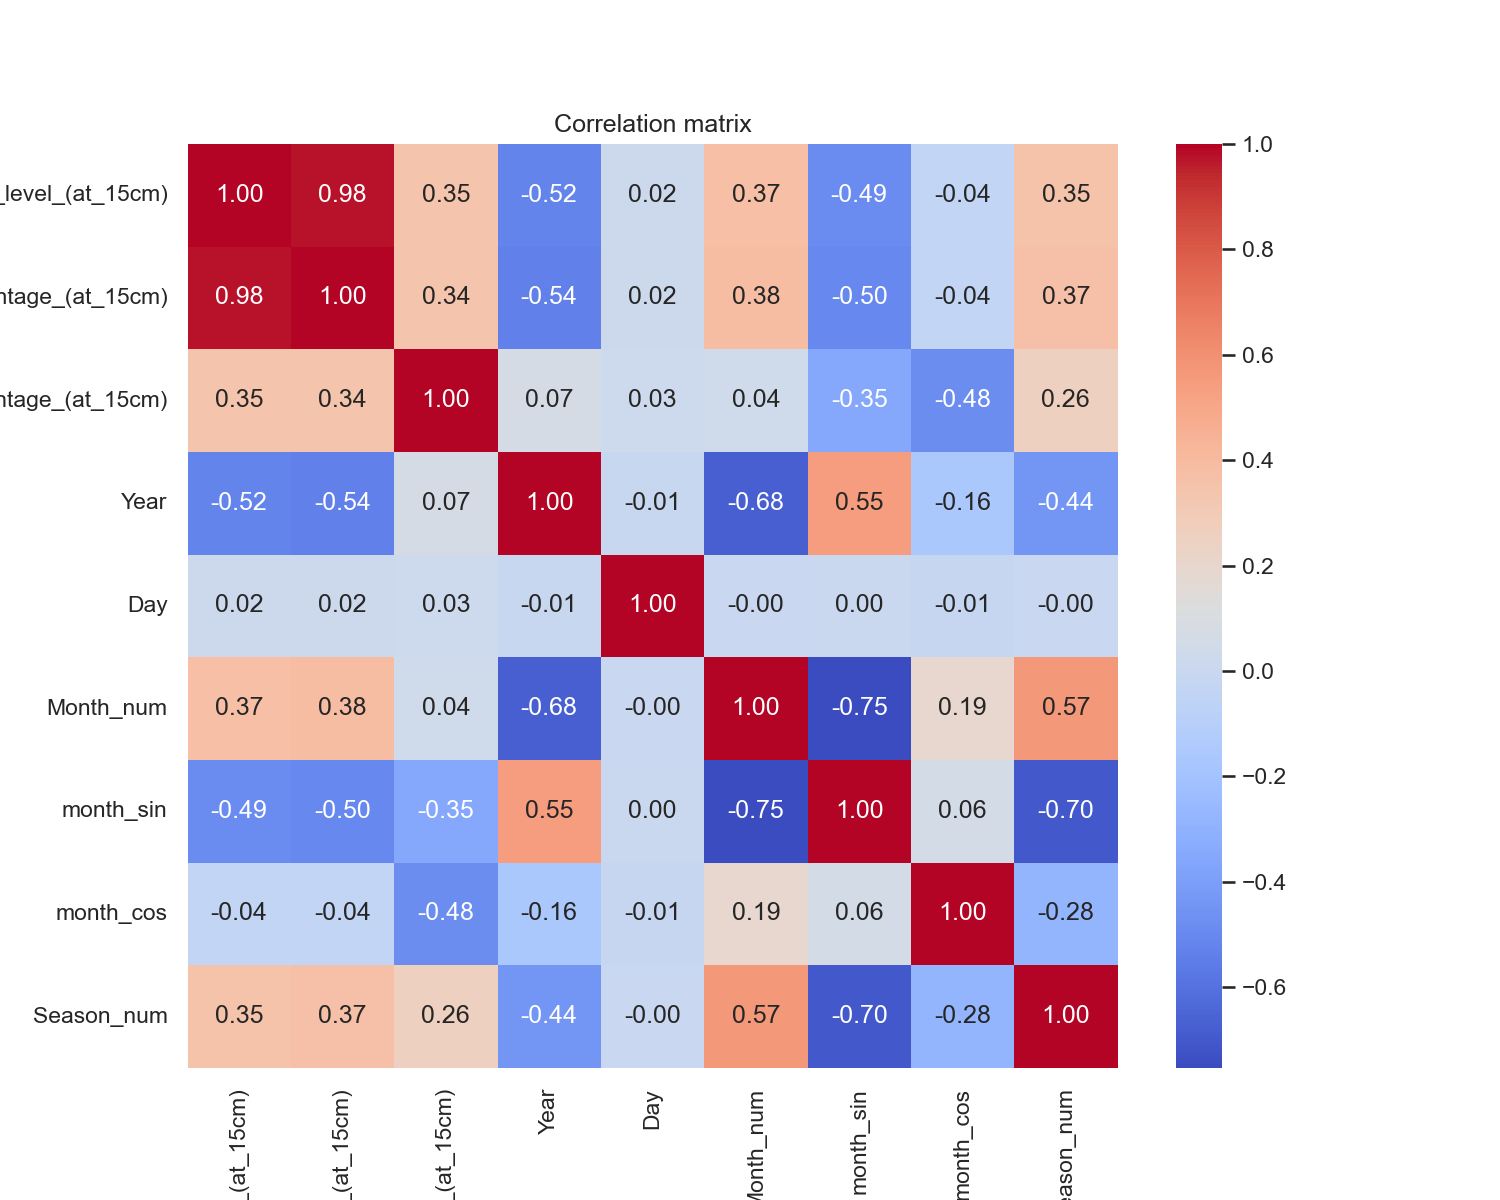 Correlation matrix
_level_(at_15cm) 1.00 0.98 0.35 -0.52 0.02 0.37 -0.49 -0.04 0.35
ntage_(at_15cm) 0.98 1.00 0.34 -0.54 0.02 0.38 -0.50 -0.04 0.37
ntage_(at_15cm) 0.35 0.34 1.00 0.07 0.03 0.04 -0.35 -0.48 0.26
Year -0.52 -0.54 0.07 1.00 -0.01 -0.68 0.55 -0.16 -0.44
Day 0.02 0.02 0.03 -0.01 1.00 -0.00 0.00 -0.01 -0.00
Month_num 0.37 0.38 0.04 -0.68 -0.00 1.00 -0.75 0.19 0.57
month_sin -0.49 -0.50 -0.35 0.55 0.00 -0.75 1.00 0.06 -0.70
month_cos -0.04 -0.04 -0.48 -0.16 -0.01 0.19 0.06 1.00 -0.28
Season_num 0.35 0.37 0.26 -0.44 -0.00 0.57 -0.70 -0.28 1.00
_(at_15cm)
_(at_15cm)
_(at_15cm)
Year
Day
Month_num
month_sin
month_cos
eason_num
1.0
0.8
0.6
0.4
0.2
0.0
−0.2
−0.4
−0.6